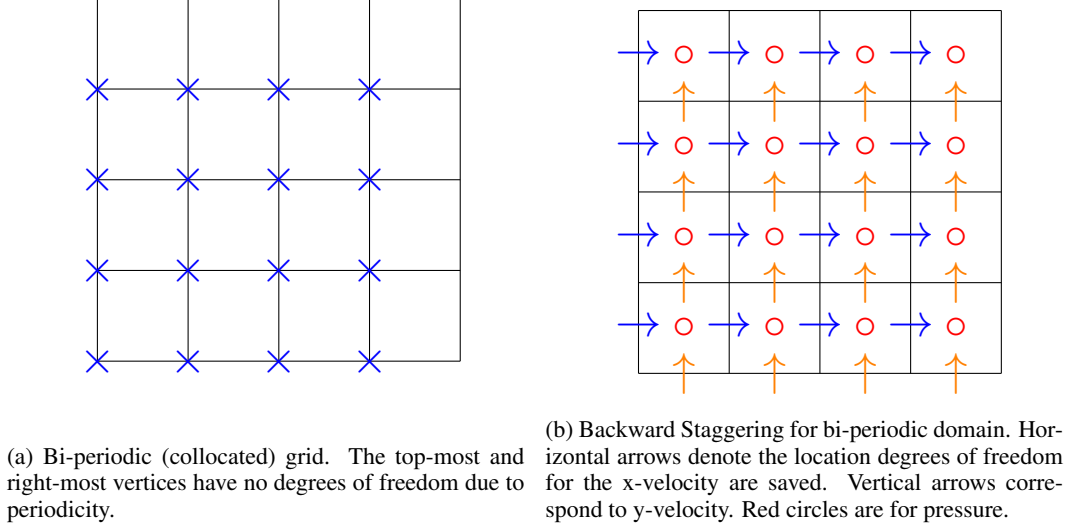 (a) Bi-periodic (collocated) grid. The top-most and
right-most vertices have no degrees of freedom due to
periodicity.
(b) Backward Staggering for bi-periodic domain. Hor-
izontal arrows denote the location degrees of freedom
for the x-velocity are saved. Vertical arrows corre-
spond to y-velocity. Red circles are for pressure.